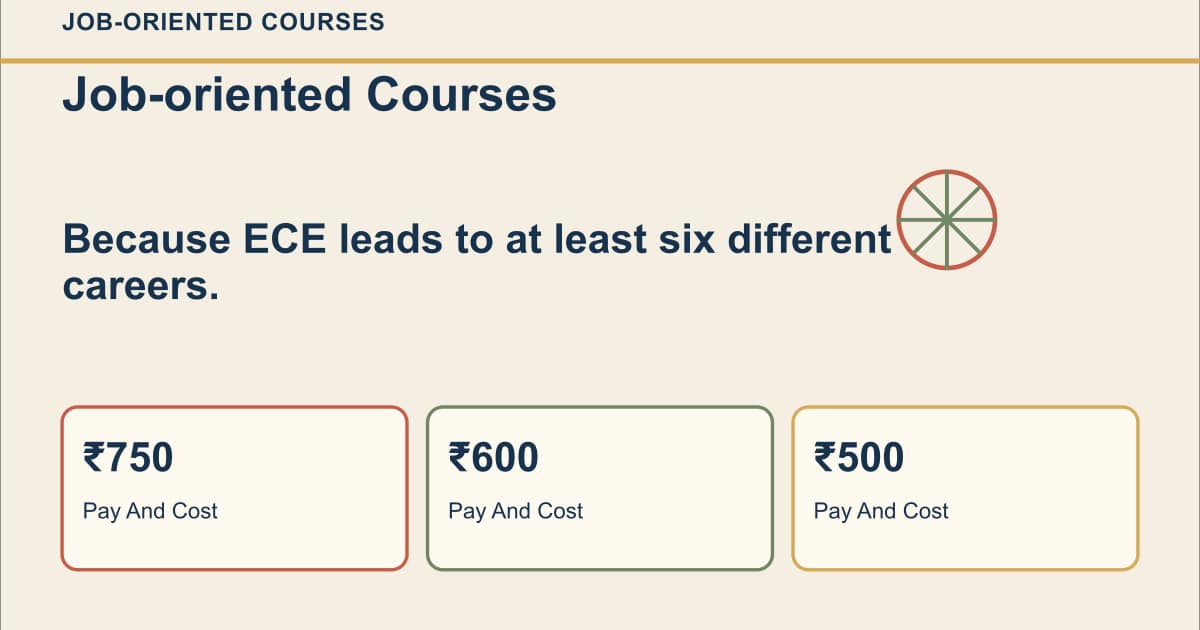 JOB-ORIENTED COURSES
Job-oriented Courses
Because ECE leads to at least six different
careers.
₹750
Pay And Cost
₹600
Pay And Cost
₹500
Pay And Cost